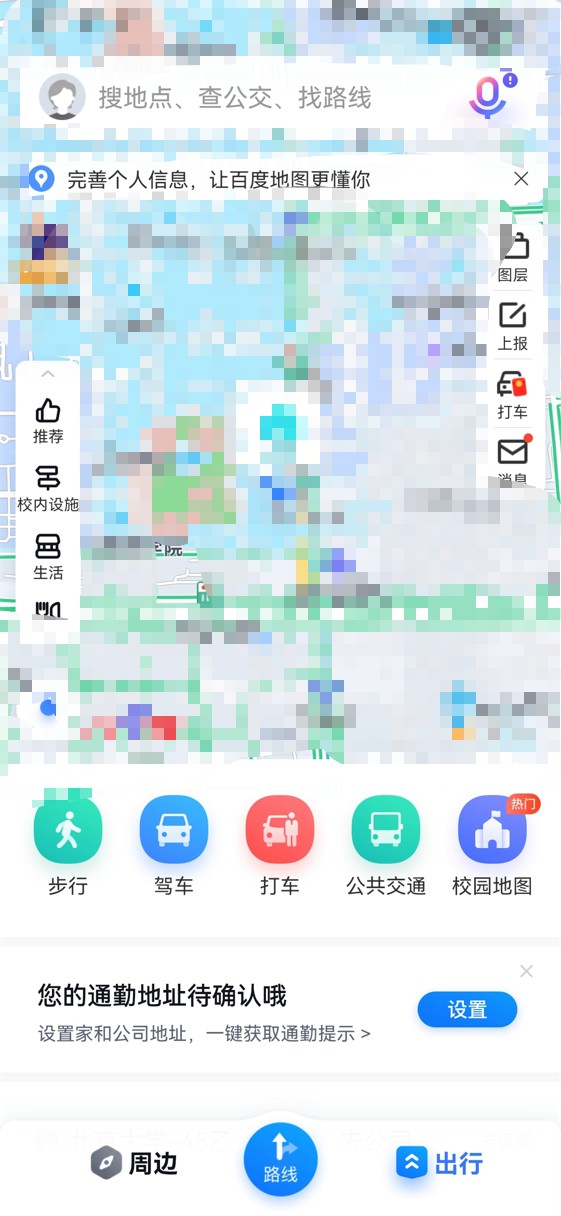 搜地点、查公交、找路线
完善个人信息，让百度地图更懂你
图层
上报
打车
消息
推荐
校内设施
生活
学院
步行
驾车
打车
公共交通
热门
校园地图
您的通勤地址待确认哦
设置家和公司地址，一键获取通勤提示 >
设置
周边
路线
出行